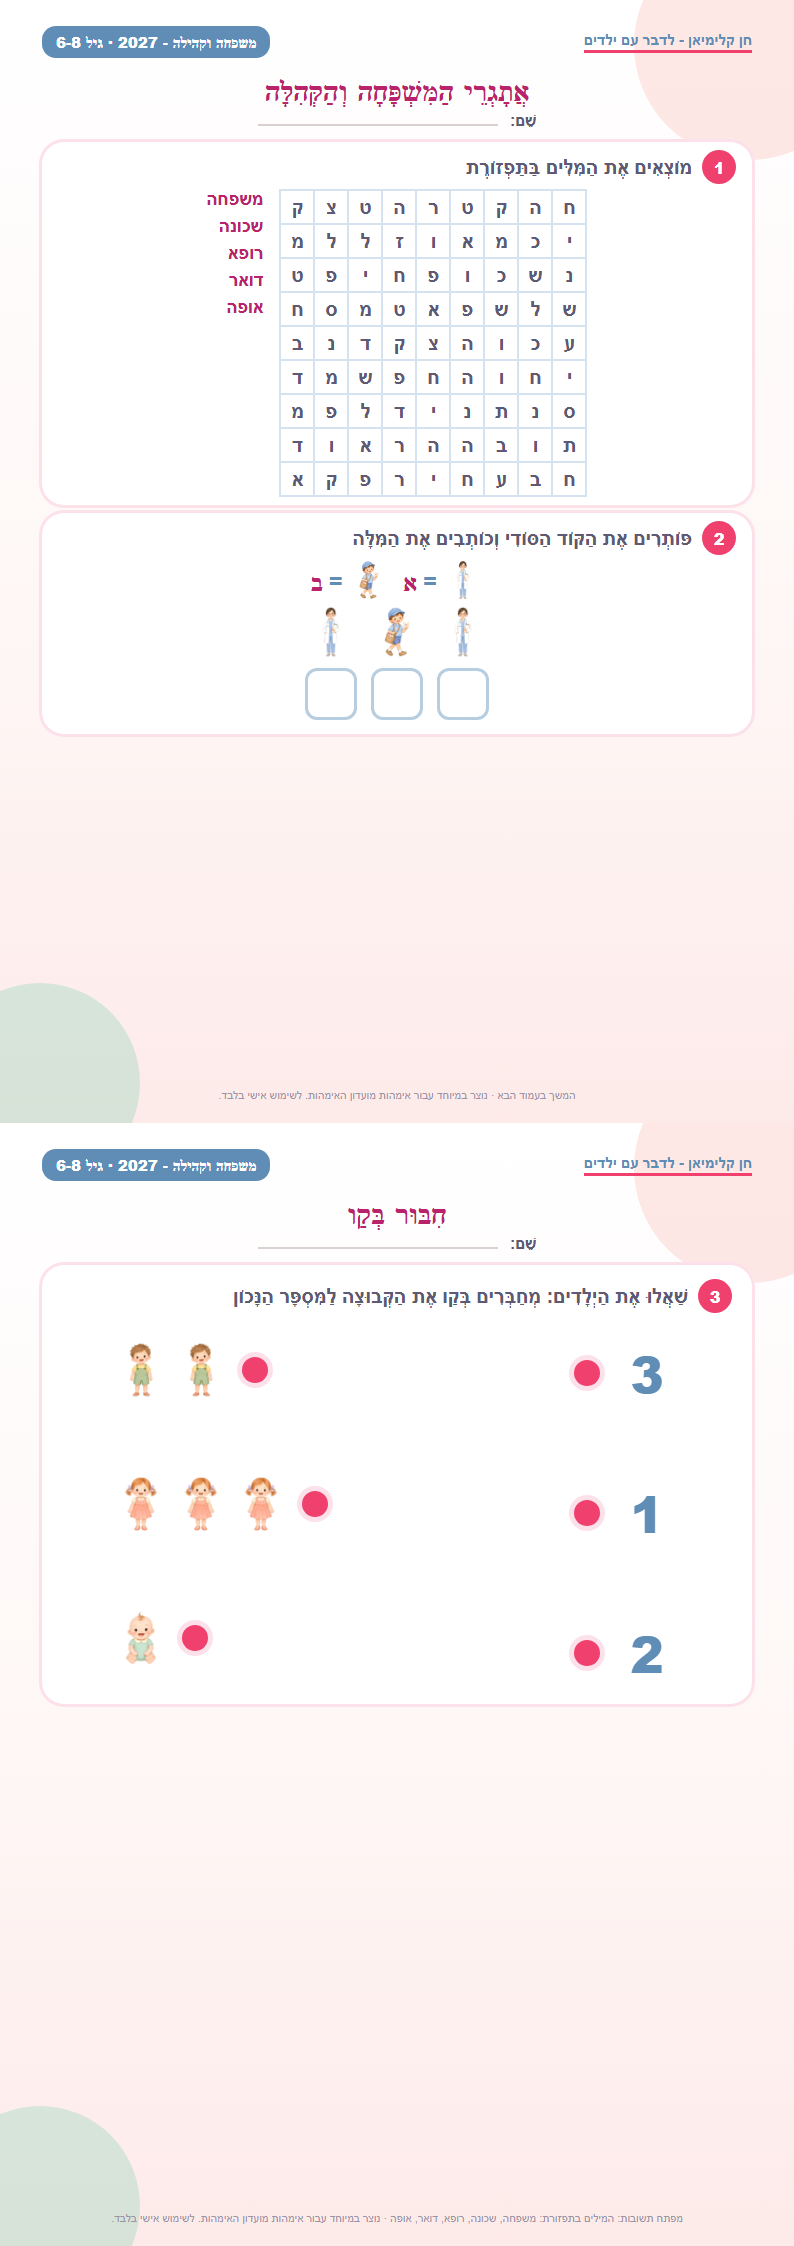 חן קלימיאן - לדבר עם ילדים
משפחה וקהילה - 2027 · גיל 6-8
אֶתְגְּרֵי הַמִּשְׁפָּחָה וְהַקְּהִלָּה
שֵׁם:
1 מוֹצְאִים אֶת הַמִּלִּים בַּתַּפְזוֹרֶת
ח ה ק ט ר ה ט צ ק
י כ מ א ו ז ל ל מ
נ ש כ ו פ ח י פ ט
ש ל ש פ א ט מ ס ח
ע כ ו ה צ ק ד נ ב
י ח ו ה ח פ ש מ ד
ס נ ת נ י ד ל פ מ
ת ו ב ה ה ר א ו ד
ח ב ע ח י ר פ ק א
משפחה
שכונה
רופא
דואר
אופה
2 פּוֹתְרִים אֶת הַקּוֹד הַסּוֹדִי וְכוֹתְבִים אֶת הַמִּלָּה
= א = ב
המשך בעמוד הבא · נוצר במיוחד עבור אימהות מועדון האימהות. לשימוש אישי בלבד.
חן קלימיאן - לדבר עם ילדים
משפחה וקהילה - 2027 · גיל 6-8
חִבּוּר בְּקַו
שֵׁם:
3 שַׁאֲלוּ אֶת הַיְלָדִים: מְחַבְּרִים בְּקַו אֶת הַקְּבוּצָה לַמִּסְפָּר הַנָּכוֹן
3
1
2
מפתח תשובות: המילים בתפזורת: משפחה, שכונה, רופא, דואר, אופה · נוצר במיוחד עבור אימהות מועדון האימהות. לשימוש אישי בלבד.